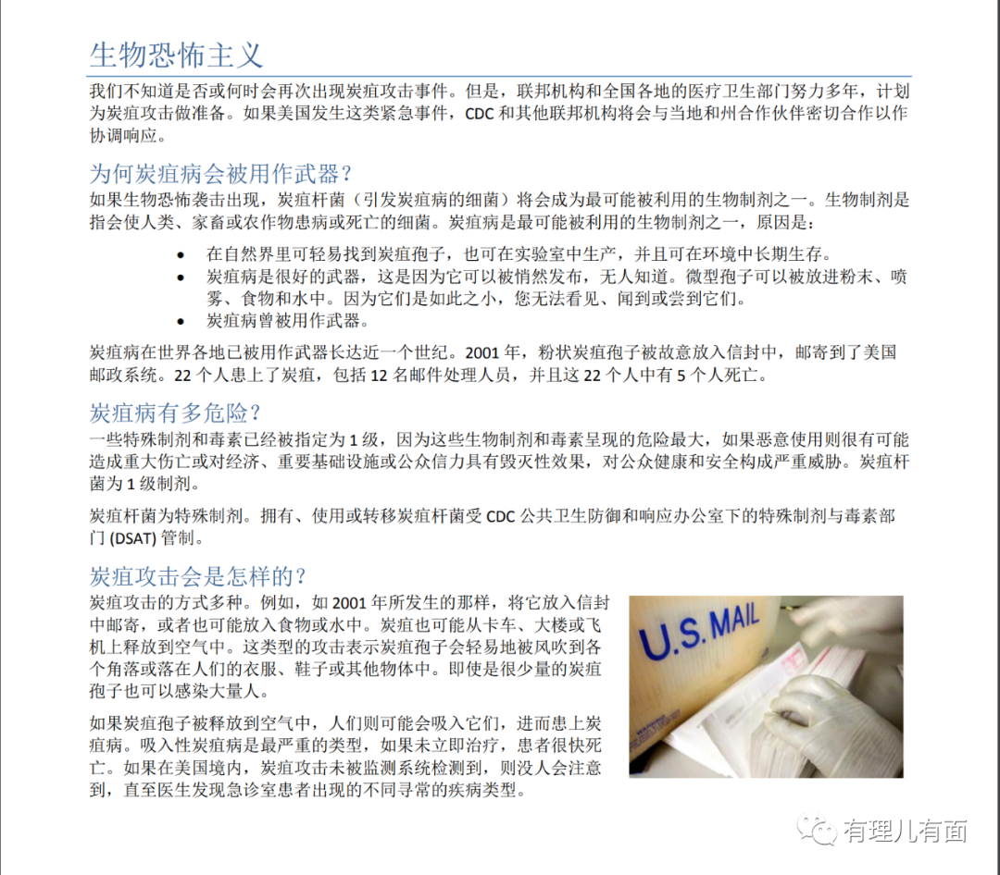 生物恐怖主义
我们不知道是否或何时会再次出现炭疽攻击事件。但是，联邦机构和全国各地的医疗卫生部门努力多年，计划
为炭疽攻击做准备。如果美国发生这类紧急事件，CDC 和其他联邦机构将会与当地和州合作伙伴密切合作以作
协调响应。
为何炭疽病会被用作武器？
如果生物恐怖袭击出现，炭疽杆菌（引发炭疽病的细菌）将会成为最可能被利用的生物制剂之一。生物制剂是
指会使人类、家畜或农作物患病或死亡的细菌。炭疽病是最可能被利用的生物制剂之一，原因是：
• 在自然界里可轻易找到炭疽孢子，也可在实验室中生产，并且可在环境中长期生存。
• 炭疽病是很好的武器，这是因为它可以被悄然发布，无人知道。微型孢子可以被放进粉末、喷
雾、食物和水中。因为它们是如此之小，您无法看见、闻到或尝到它们。
• 炭疽病曾被用作武器。
炭疽病在世界各地已被用作武器长达近一个世纪。2001 年，粉状炭疽孢子被故意放入信封中，邮寄到了美国
邮政系统。22 个人患上了炭疽，包括 12 名邮件处理人员，并且这 22 个人中有 5 个人死亡。
炭疽病有多危险？
一些特殊制剂和毒素已经被指定为 1 级，因为这些生物制剂和毒素呈现的危险最大，如果恶意使用则很有可能
造成重大伤亡或对经济、重要基础设施或公众信力具有毁灭性效果，对公众健康和安全构成严重威胁。炭疽杆
菌为 1 级制剂。
炭疽杆菌为特殊制剂。拥有、使用或转移炭疽杆菌受 CDC 公共卫生防御和响应办公室下的特殊制剂与毒素部
门 (DSAT) 管制。
炭疽攻击会是怎样的？
炭疽攻击的方式多种。例如，如 2001 年所发生的那样，将它放入信封
中邮寄，或者也可能放入食物或水中。炭疽也可能从卡车、大楼或飞
机上释放到空气中。这类型的攻击表示炭疽孢子会轻易地被风吹到各
个角落或落在人们的衣服、鞋子或其他物体中。即使是很少量的炭疽
孢子也可以感染大量人。
如果炭疽孢子被释放到空气中，人们则可能会吸入它们，进而患上炭
疽病。吸入性炭疽病是最严重的类型，如果未立即治疗，患者很快死
亡。如果在美国境内，炭疽攻击未被监测系统检测到，则没人会注意
到，直至医生发现急诊室患者出现的不同寻常的疾病类型。
U.S. MAIL
有理儿有面